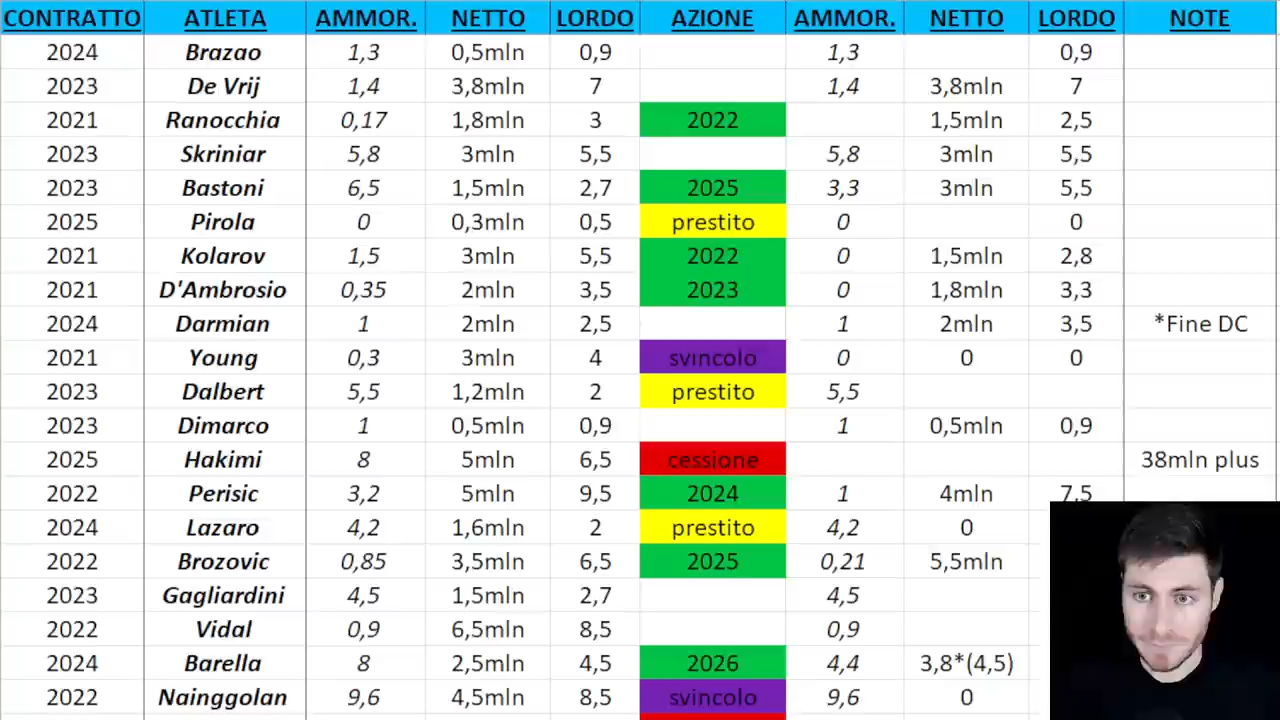 CONTRATTO ATLETA AMMOR. NETTO LORDO AZIONE AMMOR. NETTO LORDO NOTE
2024 Brazao 1,3 0,5mln 0,9 1,3 0,9
2023 De Vrij 1,4 3,8mln 7 1,4 3,8mln 7
2021 Ranocchia 0,17 1,8mln 3 2022 1,5mln 2,5
2023 Skriniar 5,8 3mln 5,5 5,8 3mln 5,5
2023 Bastoni 6,5 1,5mln 2,7 2025 3,3 3mln 5,5
2025 Pirola 0 0,3mln 0,5 prestito 0 0
2021 Kolarov 1,5 3mln 5,5 2022 0 1,5mln 2,8
2021 D'Ambrosio 0,35 2mln 3,5 2023 0 1,8mln 3,3
2024 Darmian 1 2mln 2,5 1 2mln 3,5 *Fine DC
2021 Young 0,3 3mln 4 svincolo 0 0 0
2023 Dalbert 5,5 1,2mln 2 prestito 5,5
2023 Dimarco 1 0,5mln 0,9 1 0,5mln 0,9
2025 Hakimi 8 5mln 6,5 cessione 38mln plus
2022 Perisic 3,2 5mln 9,5 2024 1 4mln 7,5
2024 Lazaro 4,2 1,6mln 2 prestito 4,2 0
2022 Brozovic 0,85 3,5mln 6,5 2025 0,21 5,5mln
2023 Gagliardini 4,5 1,5mln 2,7 4,5
2022 Vidal 0,9 6,5mln 8,5 0,9
2024 Barella 8 2,5mln 4,5 2026 4,4 3,8*(4,5)
2022 Nainggolan 9,6 4,5mln 8,5 svincolo 9,6 0